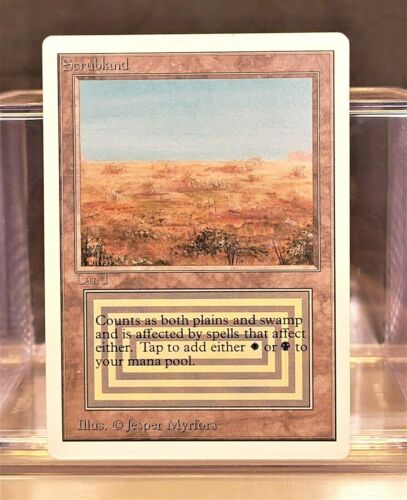 Scrubland
Land
Counts as both plains and swamp
and is affected by spells that affect
either. Tap to add either or to
your mana pool.
Illus. © Jesper Myrfors